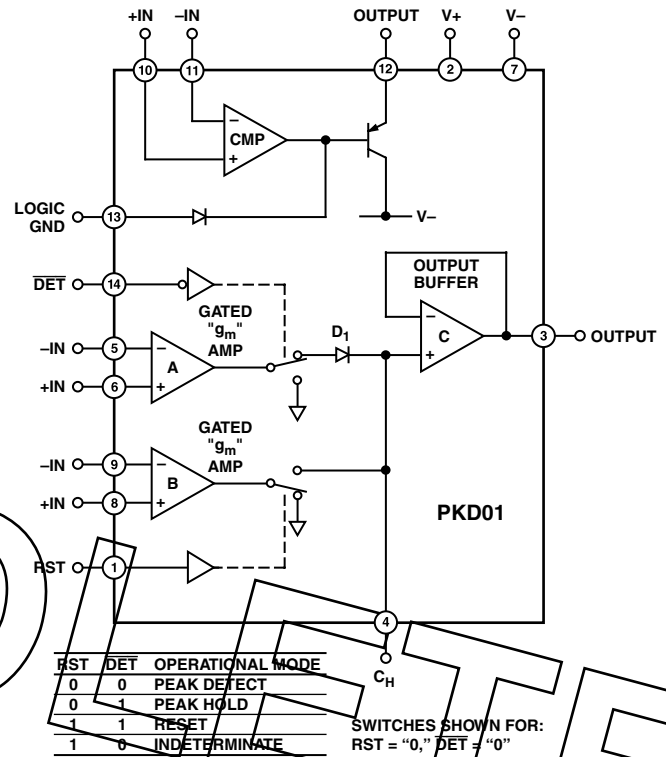 +IN –IN OUTPUT V+ V–
10 11 12 2 7
–
CMP
+
LOGIC
GND
13
V–
DET
14
OUTPUT
BUFFER
GATED
"gm"
AMP
D1
–IN
5
–
A
+IN
6
+
–
C
+
3
OUTPUT
GATED
"gm"
AMP
–IN
9
–
B
+IN
8
+
PKD01
RST
1
4
CH
RST DET OPERATIONAL MODE
0 0 PEAK DETECT
0 1 PEAK HOLD
1 1 RESET
1 0 INDETERMINATE
SWITCHES SHOWN FOR:
RST = “0,” DET = “0”